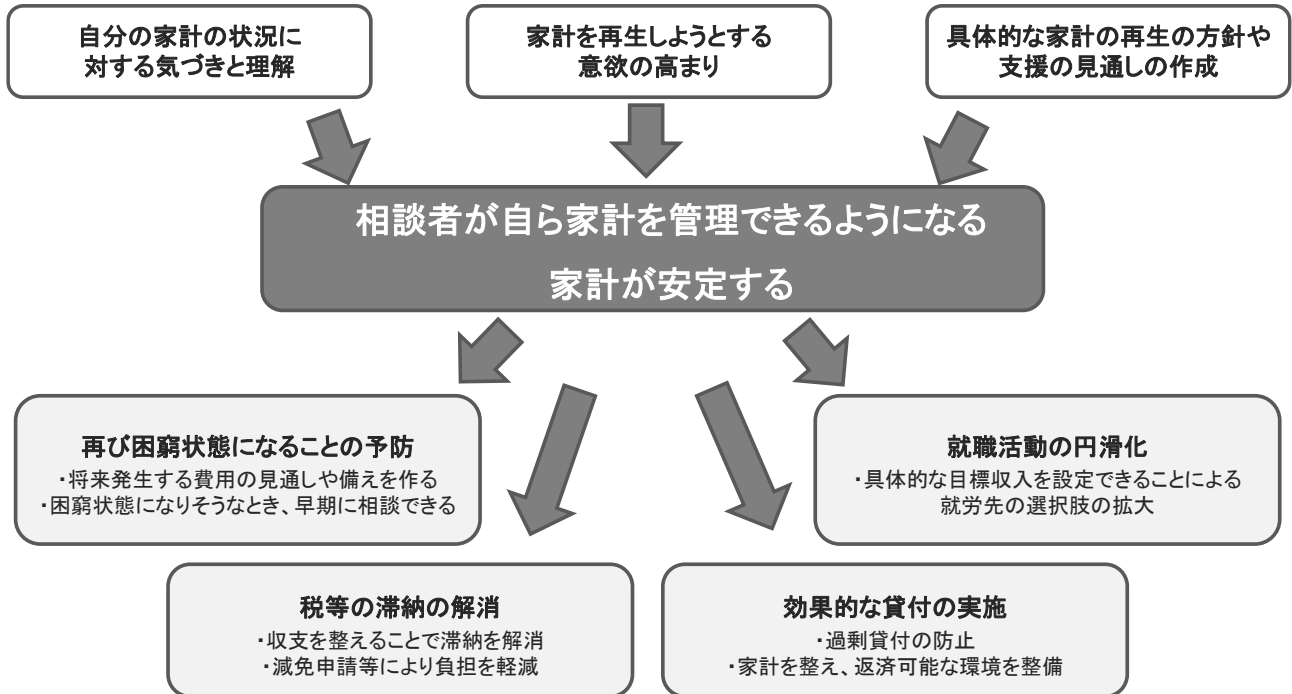 自分の家計の状況に
対する気づきと理解
家計を再生しようとする
意欲の高まり
具体的な家計の再生の方針や
支援の見通しの作成
相談者が自ら家計を管理できるようになる
家計が安定する
再び困窮状態になることの予防
・将来発生する費用の見通しや備えを作る
・困窮状態になりそうなとき、早期に相談できる
就職活動の円滑化
・具体的な目標収入を設定できることによる
就労先の選択肢の拡大
税等の滞納の解消
・収支を整えることで滞納を解消
・減免申請等により負担を軽減
効果的な貸付の実施
・過剰貸付の防止
・家計を整え、返済可能な環境を整備